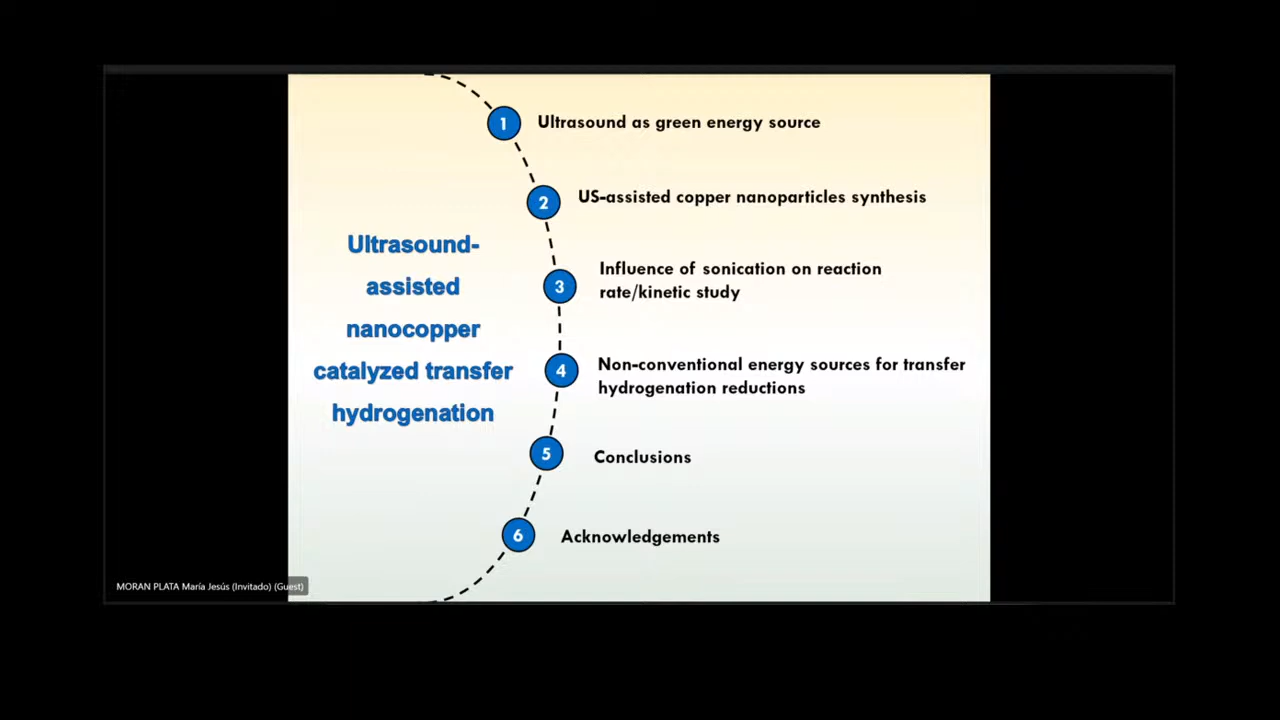 Ultrasound-
assisted
nanocopper
catalyzed transfer
hydrogenation
1 Ultrasound as green energy source
2 US-assisted copper nanoparticles synthesis
3 Influence of sonication on reaction
rate/kinetic study
4 Non-conventional energy sources for transfer
hydrogenation reductions
5 Conclusions
6 Acknowledgements
MORAN PLATA María Jesús (Invitado) (Guest)